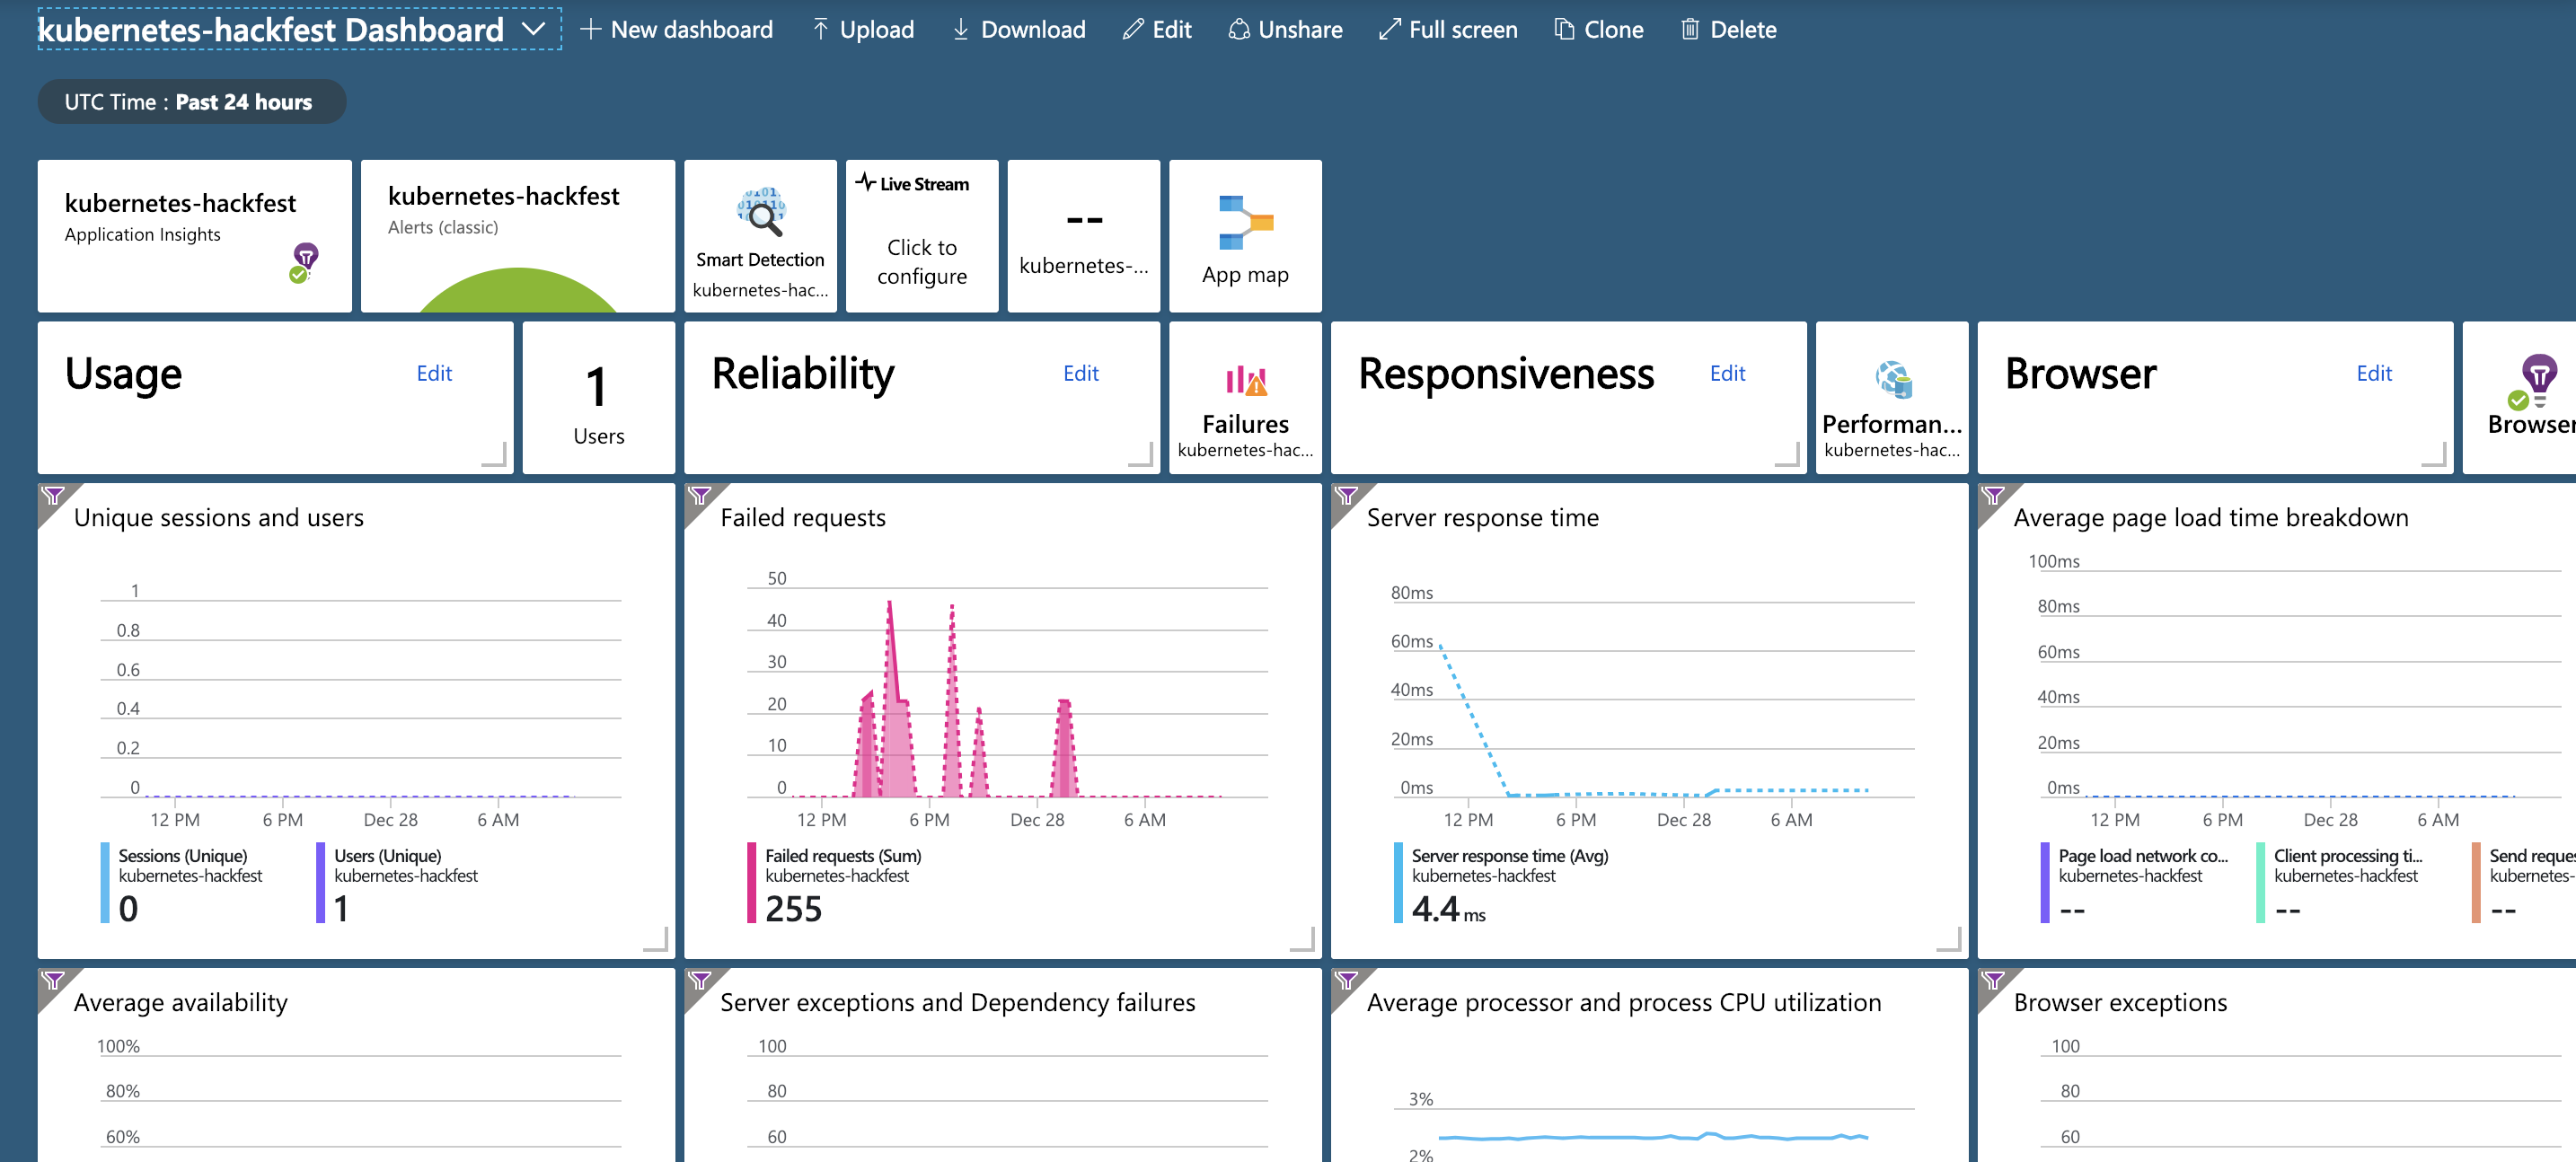 kubernetes-hackfest Dashboard
New dashboard
Upload
Download
Edit
Unshare
Full screen
Clone
Delete
UTC Time : Past 24 hours
kubernetes-hackfest
Application Insights
kubernetes-hackfest
Alerts (classic)
Smart Detection
kubernetes-hac...
Live Stream
Click to
configure
--
kubernetes-...
App map
Usage
Edit
1
Users
Reliability
Edit
Failures
kubernetes-hac...
Responsiveness
Edit
Performan...
kubernetes-hac...
Browser
Edit
Browser
Unique sessions and users
1
0.8
0.6
0.4
0.2
0
12 PM
6 PM
Dec 28
6 AM
Sessions (Unique)
kubernetes-hackfest
0
Users (Unique)
kubernetes-hackfest
1
Failed requests
50
40
30
20
10
0
12 PM
6 PM
Dec 28
6 AM
Failed requests (Sum)
kubernetes-hackfest
255
Server response time
80ms
60ms
40ms
20ms
0ms
12 PM
6 PM
Dec 28
6 AM
Server response time (Avg)
kubernetes-hackfest
4.4 ms
Average page load time breakdown
100ms
80ms
60ms
40ms
20ms
0ms
12 PM
6 PM
Dec 28
6 AM
Page load network co...
kubernetes-hackfest
--
Client processing ti...
kubernetes-hackfest
--
Send reques
kubernetes-
--
Average availability
100%
80%
60%
Server exceptions and Dependency failures
100
80
60
Average processor and process CPU utilization
3%
2%
Browser exceptions
100
80
60